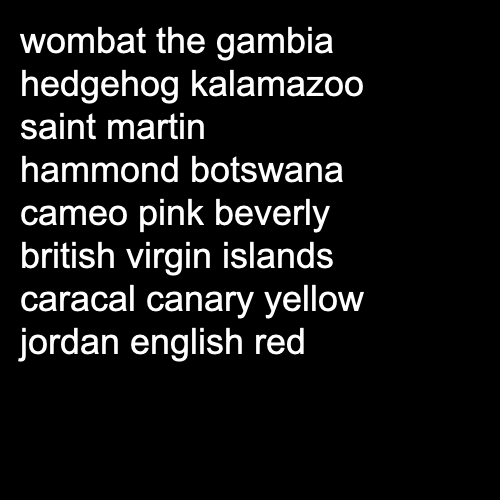 wombat the gambia
hedgehog kalamazoo
saint martin
hammond botswana
cameo pink beverly
british virgin islands
caracal canary yellow
jordan english red